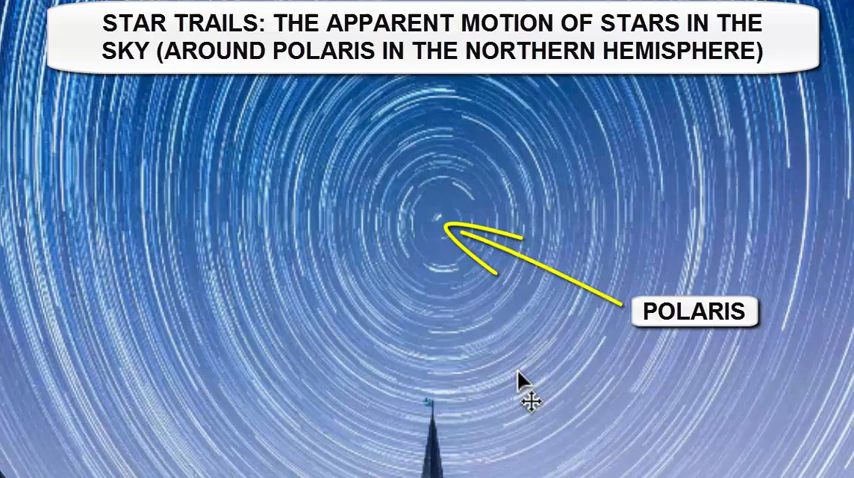 STAR TRAILS: THE APPARENT MOTION OF STARS IN THE
SKY (AROUND POLARIS IN THE NORTHERN HEMISPHERE)
POLARIS